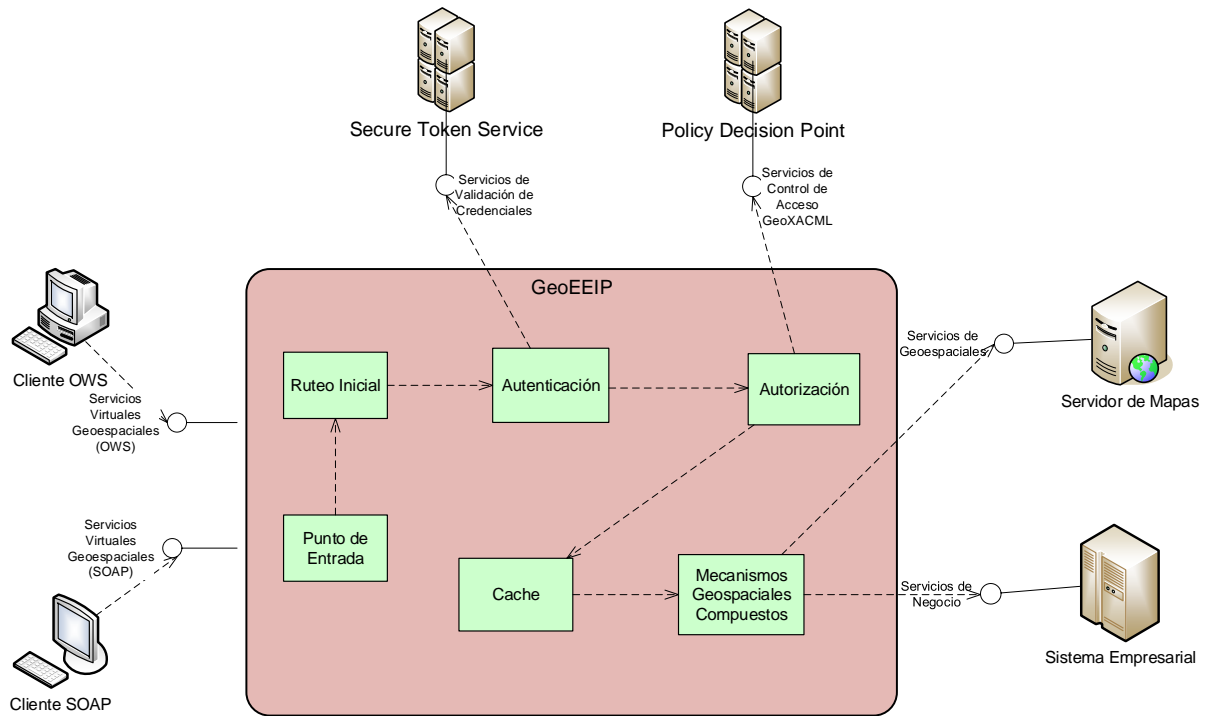 Secure Token Service
Policy Decision Point
Servicios de
Validación de
Credenciales
Servicios de
Control de
Acceso
GeoXACML
GeoEEIP
Cliente OWS
Servicios
Virtuales
Geoespaciales
(OWS)
Ruteo Inicial
Autenticación
Autorización
Servicios de
Geoespaciales
Servidor de Mapas
Servicios
Virtuales
Geoespaciales
(SOAP)
Cliente SOAP
Punto de
Entrada
Cache
Mecanismos
Geospaciales
Compuestos
Servicios de
Negocio
Sistema Empresarial